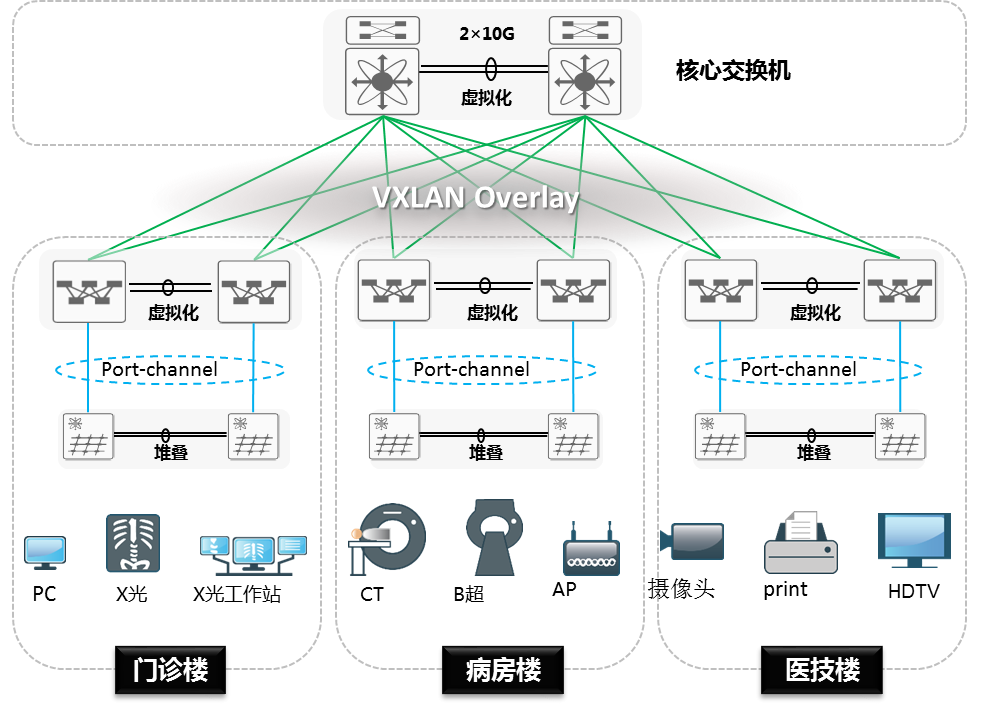 2×10G
虚拟化
核心交换机
VXLAN Overlay
虚拟化
虚拟化
虚拟化
Port-channel
Port-channel
Port-channel
堆叠
堆叠
堆叠
PC
X光
X光工作站
CT
B超
AP
摄像头
print
HDTV
门诊楼
病房楼
医技楼